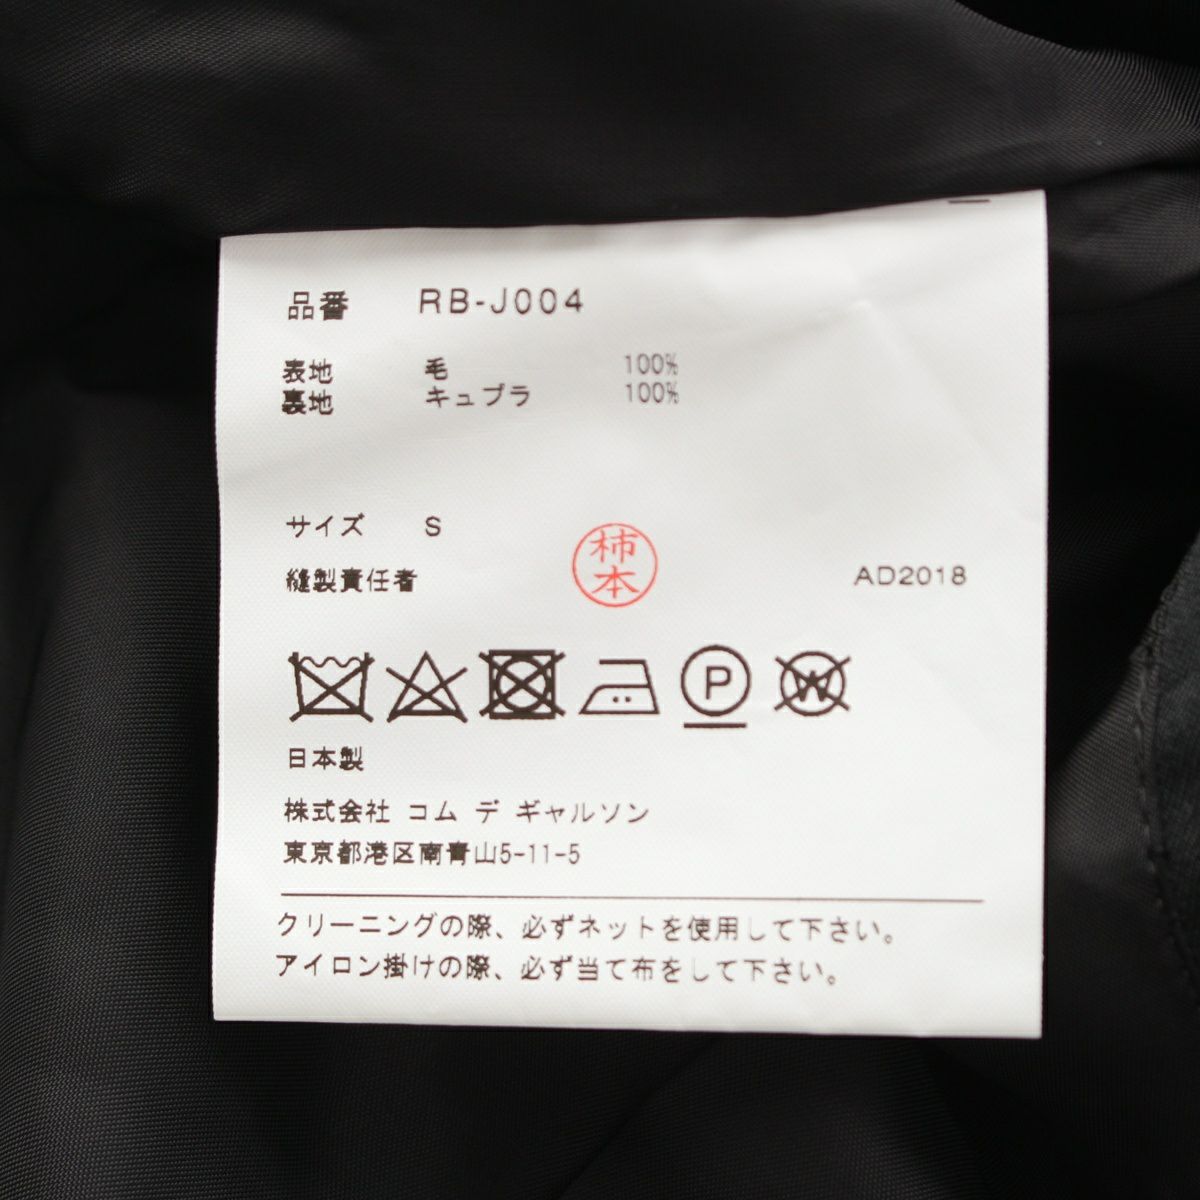 品番 RB-J004
表地 毛 100%
裏地 キュプラ 100%
サイズ S
縫製責任者 柿本 AD2018
P W
日本製
株式会社 コム デ ギャルソン
東京都港区南青山5-11-5
クリーニングの際、必ずネットを使用して下さい。
アイロン掛けの際、必ず当て布をして下さい。